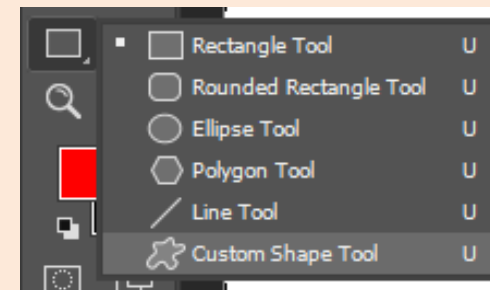 Rectangle Tool U
Rounded Rectangle Tool U
Ellipse Tool U
Polygon Tool U
Line Tool U
Custom Shape Tool U